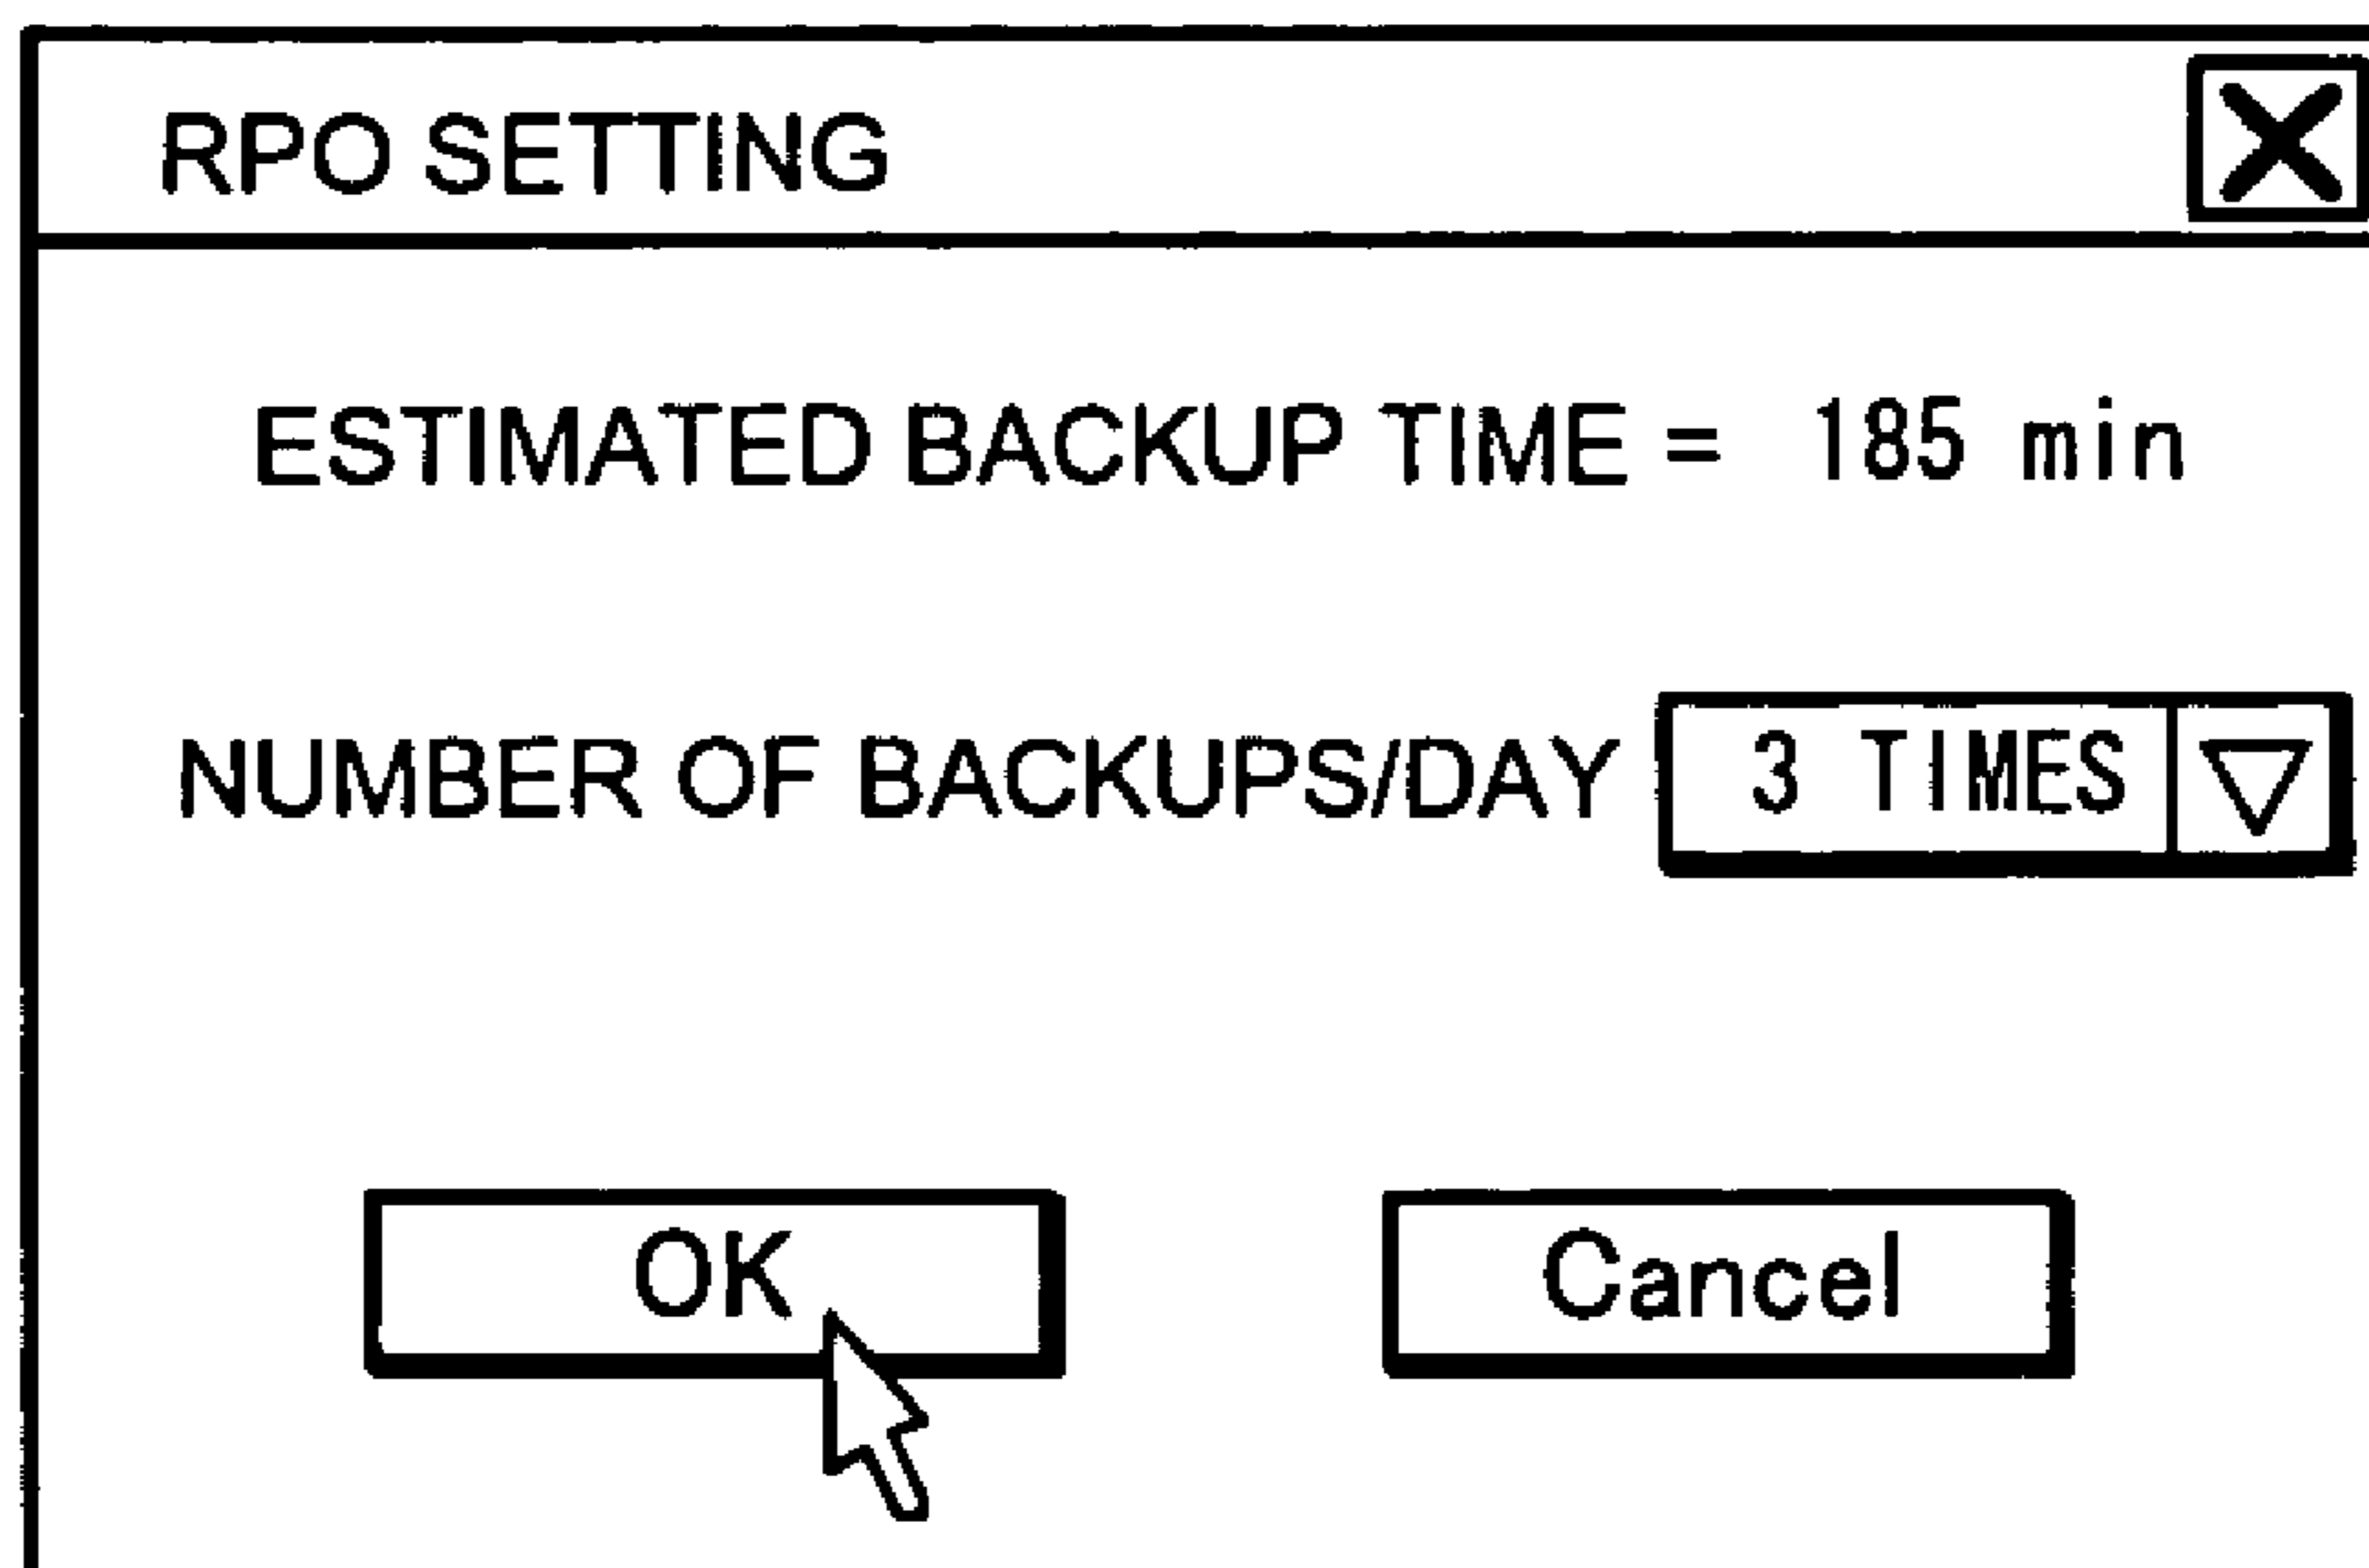 RPO SETTING
ESTIMATED BACKUP TIME = 185 min
NUMBER OF BACKUPS/DAY 3 TIMES
OK Cancel